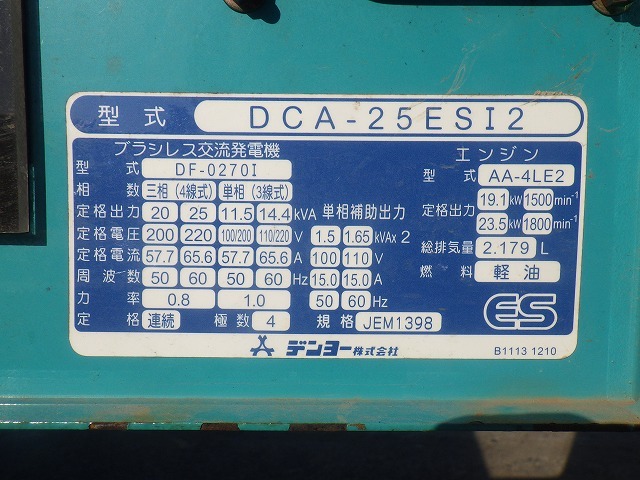 型式 DCA-25ESI2
ブラシレス交流発電機
型式 DF-0270I
相数 三相(4線式) 単相(3線式)
定格出力 20 25 11.5 14.4 kVA 単相補助出力
定格電圧 200 220 100/200 110/220 V 1.5 1.65 kVA×2
定格電流 57.7 65.6 57.7 65.6 A 100 110 V
周波数 50 60 50 60 Hz 15.0 15.0 A
力率 0.8 1.0 50 60 Hz
定格 連続 極数 4 規格 JEM1398
エンジン
型式 AA-4LE2
定格出力 19.1 kW 1500 min⁻¹
23.5 kW 1800 min⁻¹
総排気量 2.179 L
燃料 軽油
ES
デンヨー株式会社
B1113 1210